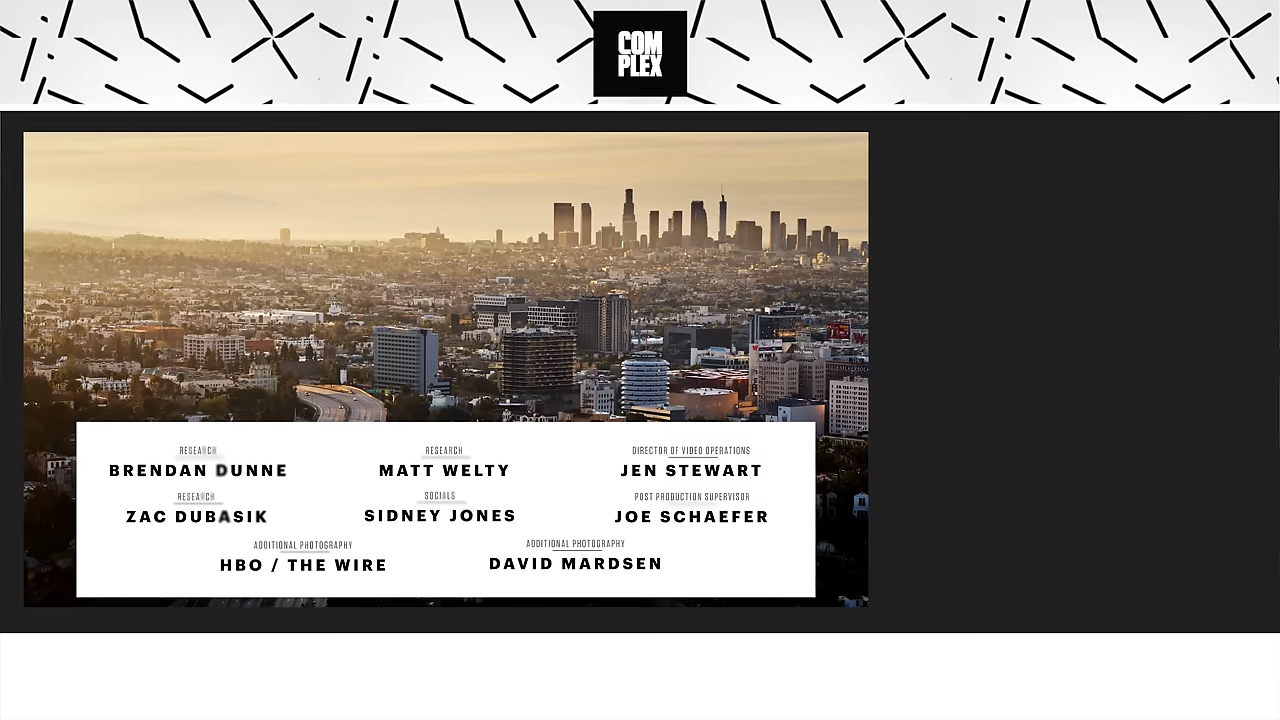 COM
PLEX
RESEARCH
BRENDAN DUNNE
RESEARCH
MATT WELTY
DIRECTOR OF VIDEO OPERATIONS
JEN STEWART
RESEARCH
ZAC DUBASIK
SOCIALS
SIDNEY JONES
POST PRODUCTION SUPERVISOR
JOE SCHAEFER
ADDITIONAL PHOTOGRAPHY
HBO / THE WIRE
ADDITIONAL PHOTOGRAPHY
DAVID MARDSEN